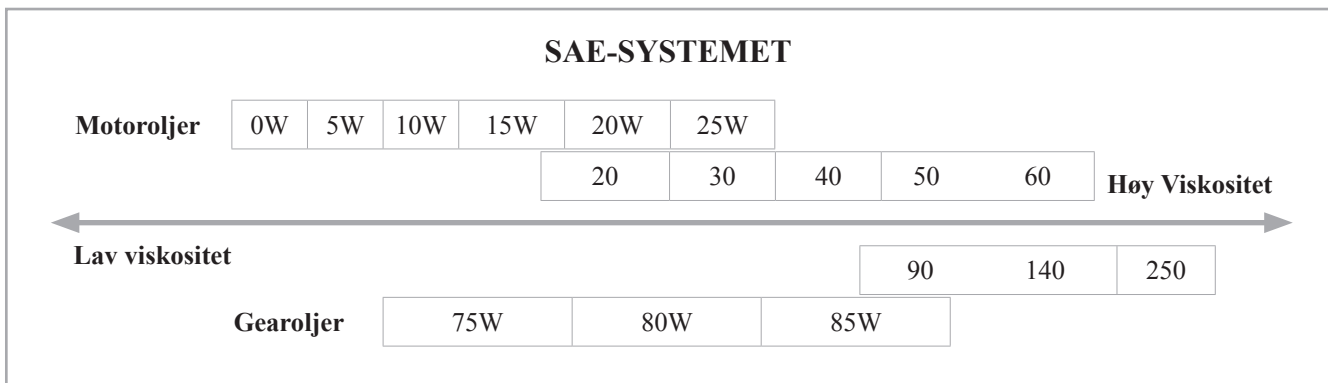 SAE-SYSTEMET
Motoroljer 0W 5W 10W 15W 20W 25W
20 30 40 50 60 Høy Viskositet
Lav viskositet
90 140 250
Gearoljer 75W 80W 85W